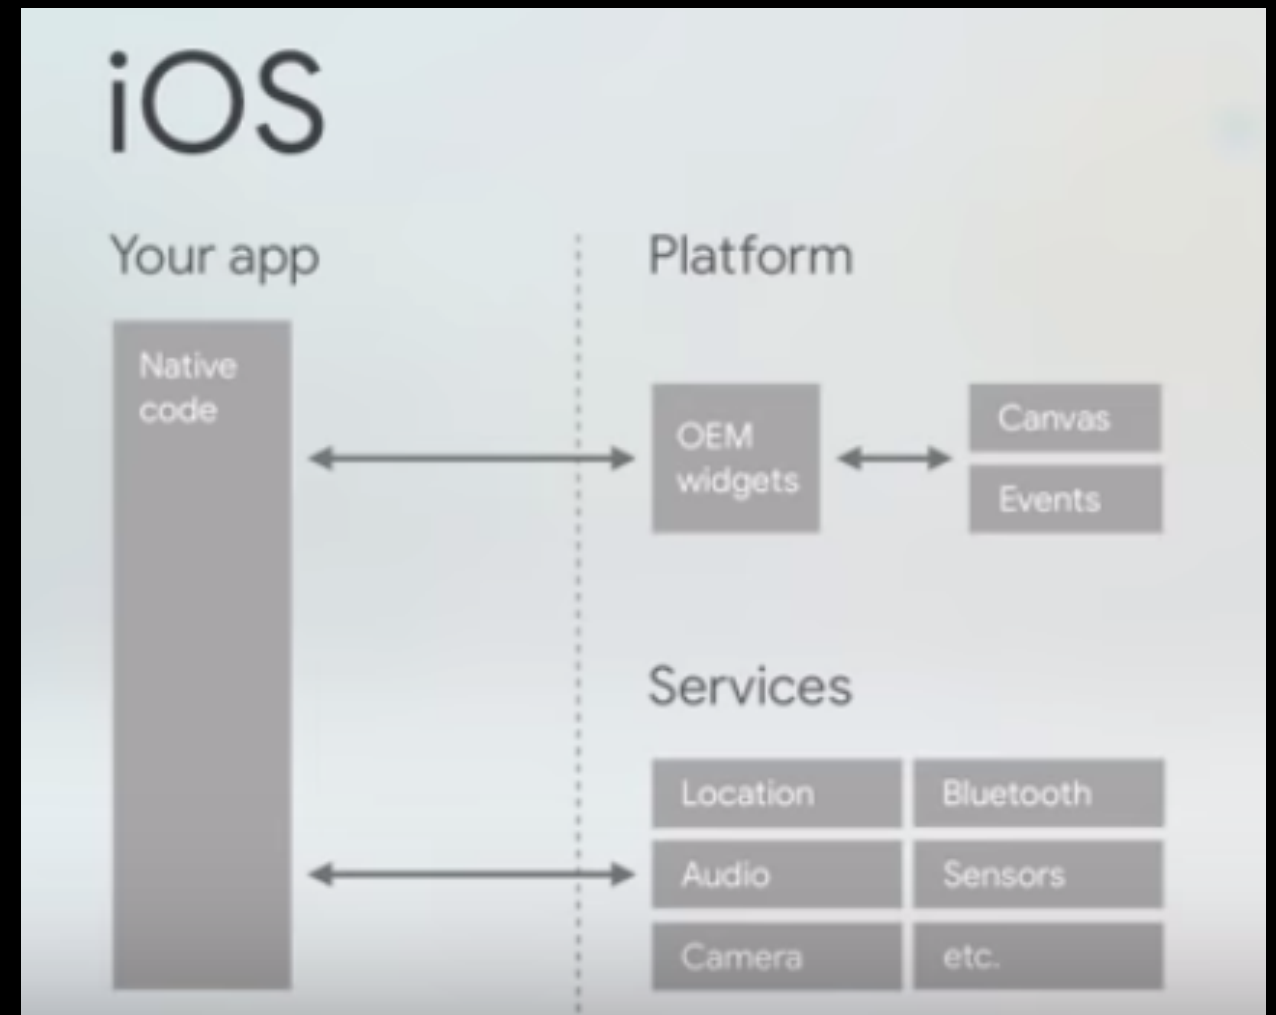 iOS
Your app
Platform
Native
code
OEM
widgets
Canvas
Events
Services
Location
Bluetooth
Audio
Sensors
Camera
etc.